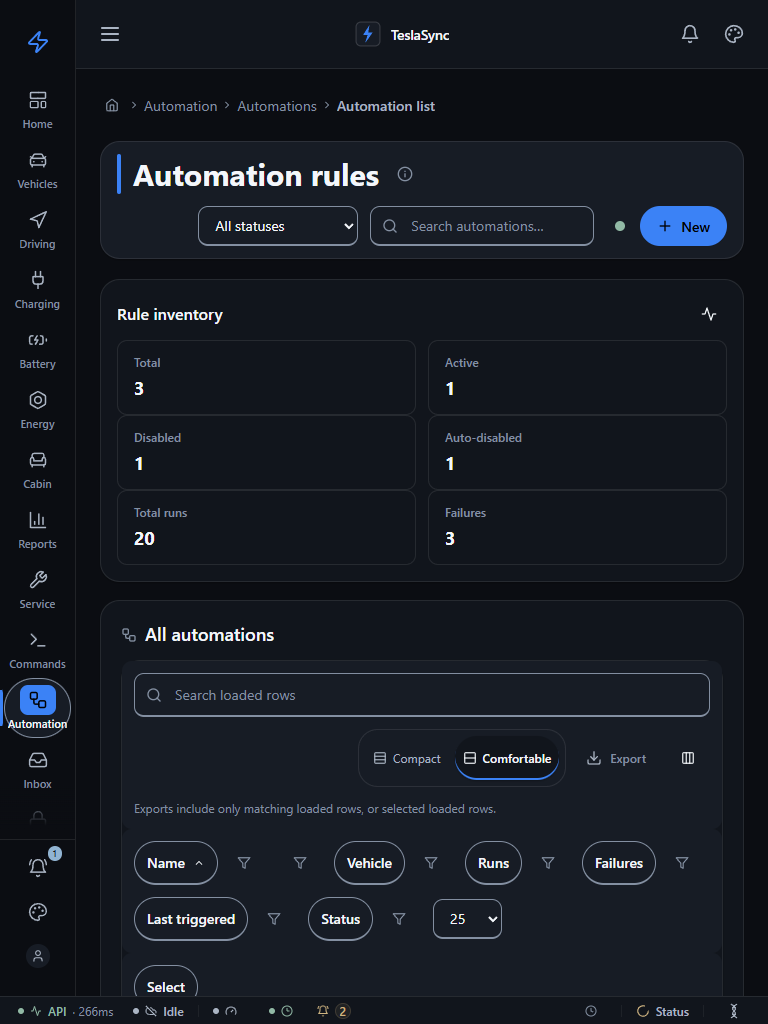 TeslaSync
Home
Vehicles
Driving
Charging
Battery
Energy
Cabin
Reports
Service
Commands
Automation
Inbox
1
Automation
Automations
Automation list
Automation rules
All statuses
Search automations...
New
Rule inventory
Total
3
Active
1
Disabled
1
Auto-disabled
1
Total runs
20
Failures
3
All automations
Search loaded rows
Compact
Comfortable
Export
Exports include only matching loaded rows, or selected loaded rows.
Name
Vehicle
Runs
Failures
Last triggered
Status
25
Select
API · 266ms
Idle
2
Status